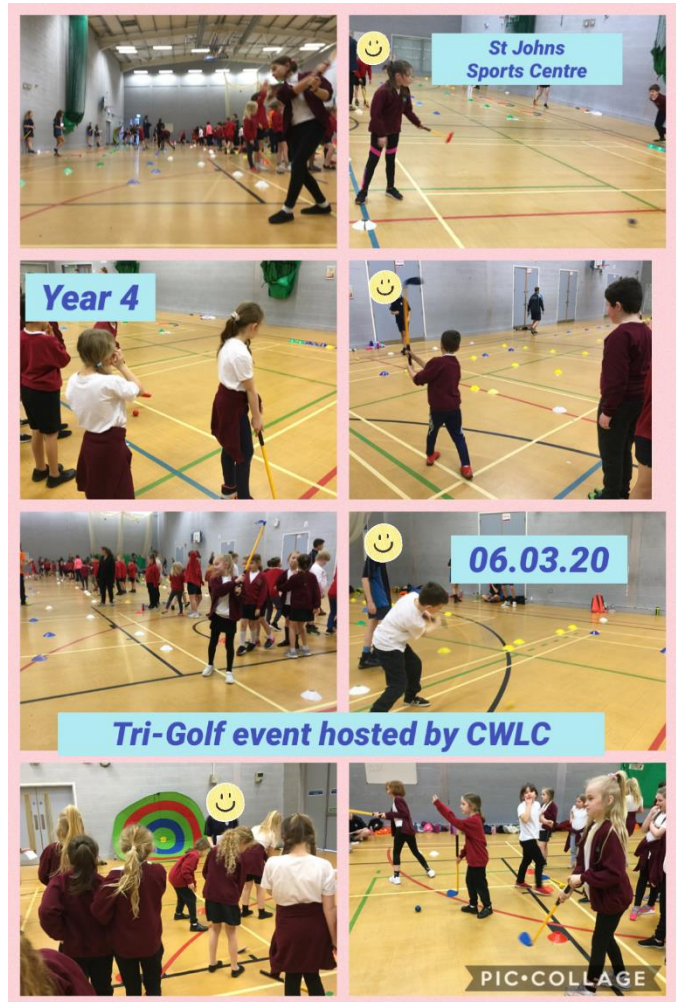 St Johns
Sports Centre
Year 4
06.03.20
Tri-Golf event hosted by CWLC
PIC•COLLAGE